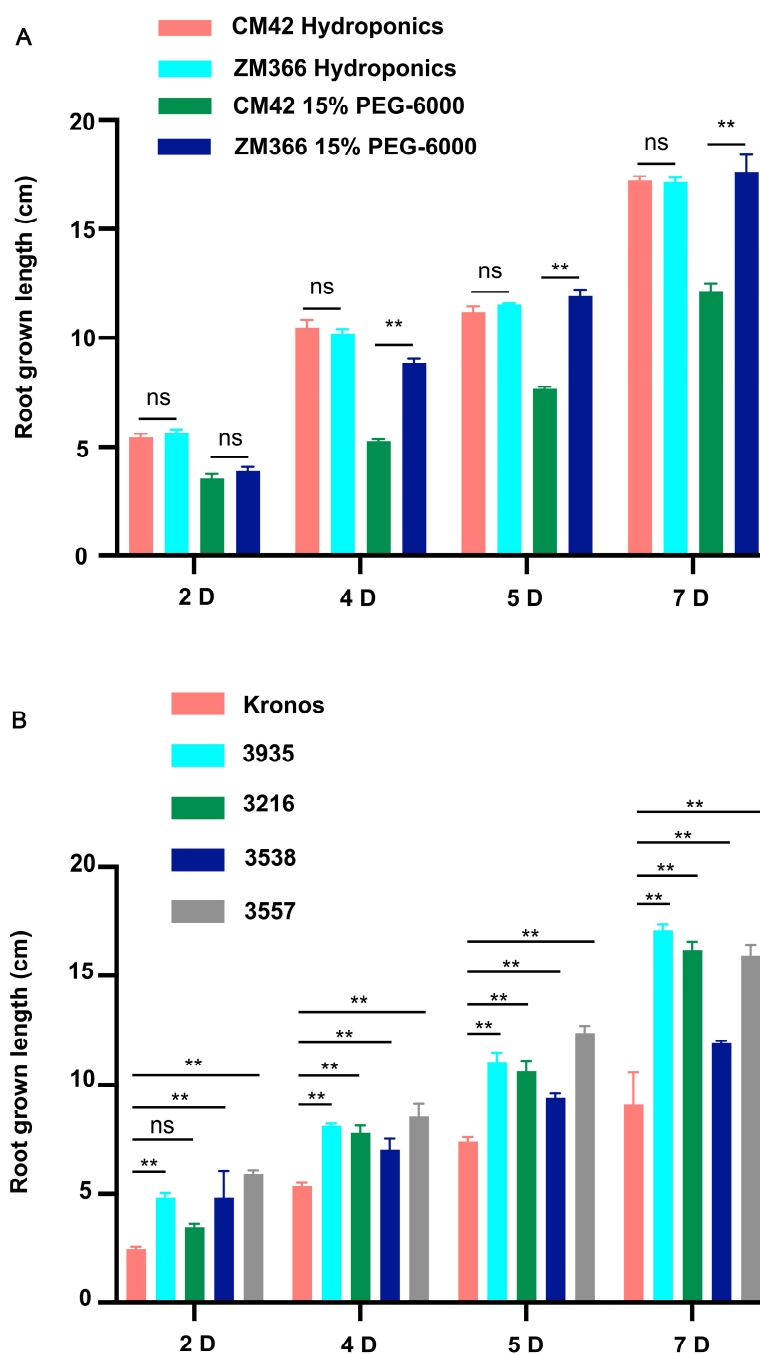 A
CM42 Hydroponics
ZM366 Hydroponics
CM42 15% PEG-6000
ZM366 15% PEG-6000
Root grown length (cm)
20
15
10
5
0
ns
ns
ns
**
ns
**
ns
**
2 D
4 D
5 D
7 D
B
Kronos
3935
3216
3538
3557
Root grown length (cm)
20
15
10
5
0
**
**
ns
**
**
**
**
**
**
**
**
**
**
**
**
**
2 D
4 D
5 D
7 D